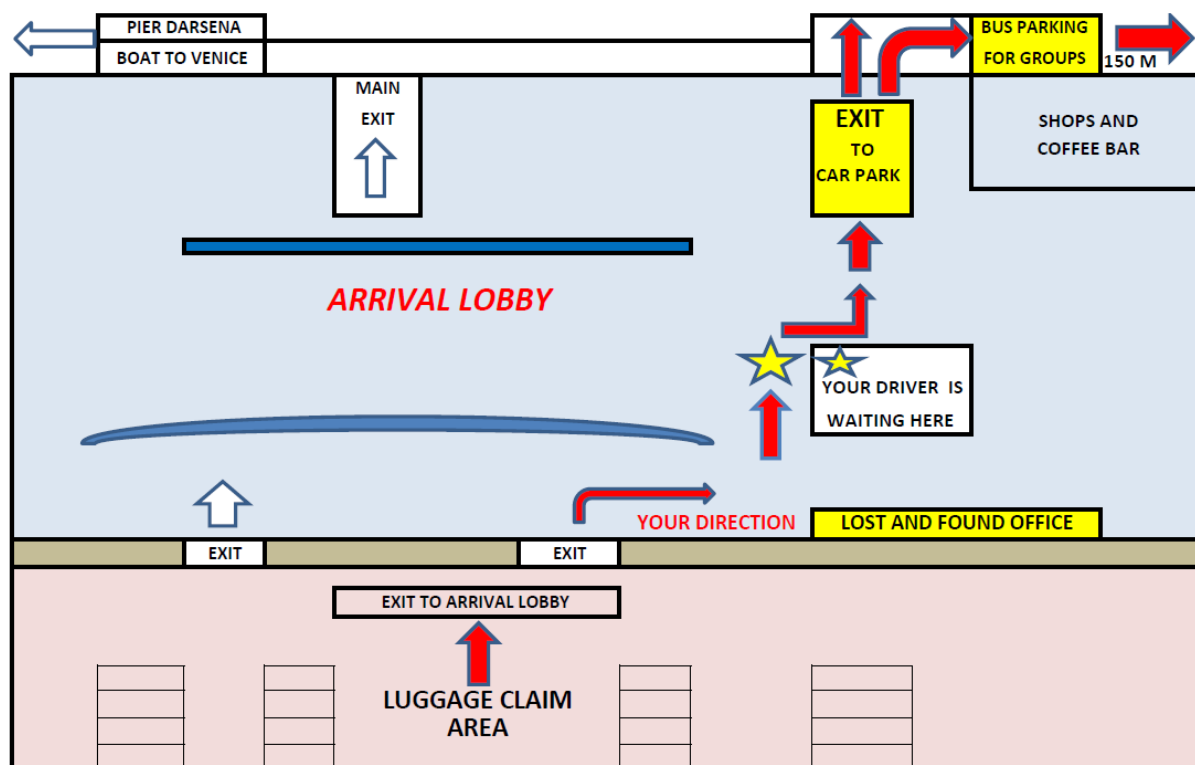 PIER DARSENA
BOAT TO VENICE
BUS PARKING
FOR GROUPS
150 M
MAIN
EXIT
EXIT
TO
CAR PARK
SHOPS AND
COFFEE BAR
ARRIVAL LOBBY
YOUR DRIVER IS
WAITING HERE
YOUR DIRECTION
LOST AND FOUND OFFICE
EXIT
EXIT
EXIT TO ARRIVAL LOBBY
LUGGAGE CLAIM
AREA